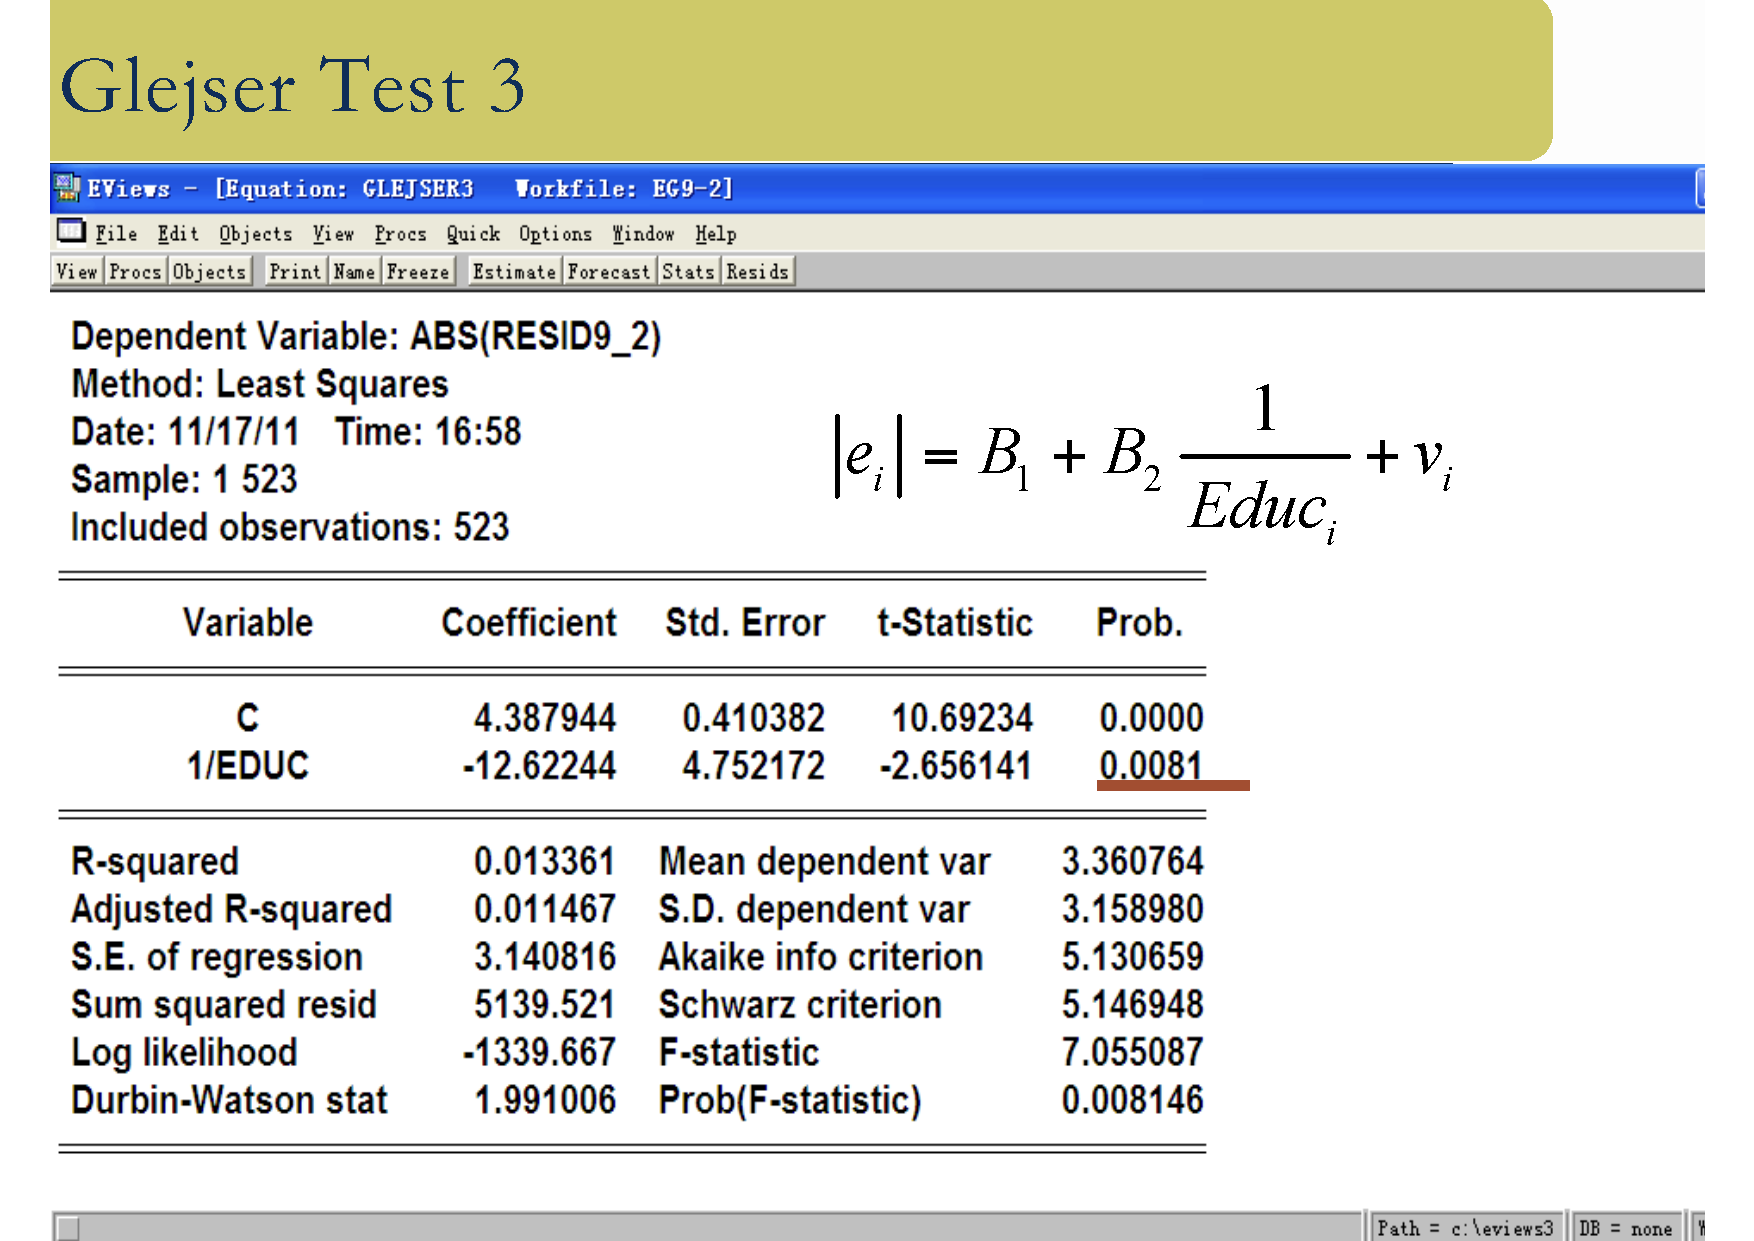 Glejser Test 3
EViews - [Equation: GLEJSER3 Workfile: EG9-2]
File Edit Objects View Procs Quick Options Window Help
View Procs Objects Print Name Freeze Estimate Forecast Stats Resids
Dependent Variable: ABS(RESID9_2)
Method: Least Squares
Date: 11/17/11 Time: 16:58
Sample: 1 523
Included observations: 523
|e_i| = B_1 + B_2 1/Educ_i + v_i
Variable Coefficient Std. Error t-Statistic Prob.
C 4.387944 0.410382 10.69234 0.0000
1/EDUC -12.62244 4.752172 -2.656141 0.0081
R-squared 0.013361 Mean dependent var 3.360764
Adjusted R-squared 0.011467 S.D. dependent var 3.158980
S.E. of regression 3.140816 Akaike info criterion 5.130659
Sum squared resid 5139.521 Schwarz criterion 5.146948
Log likelihood -1339.667 F-statistic 7.055087
Durbin-Watson stat 1.991006 Prob(F-statistic) 0.008146
Path = c:\eviews3 DB = none